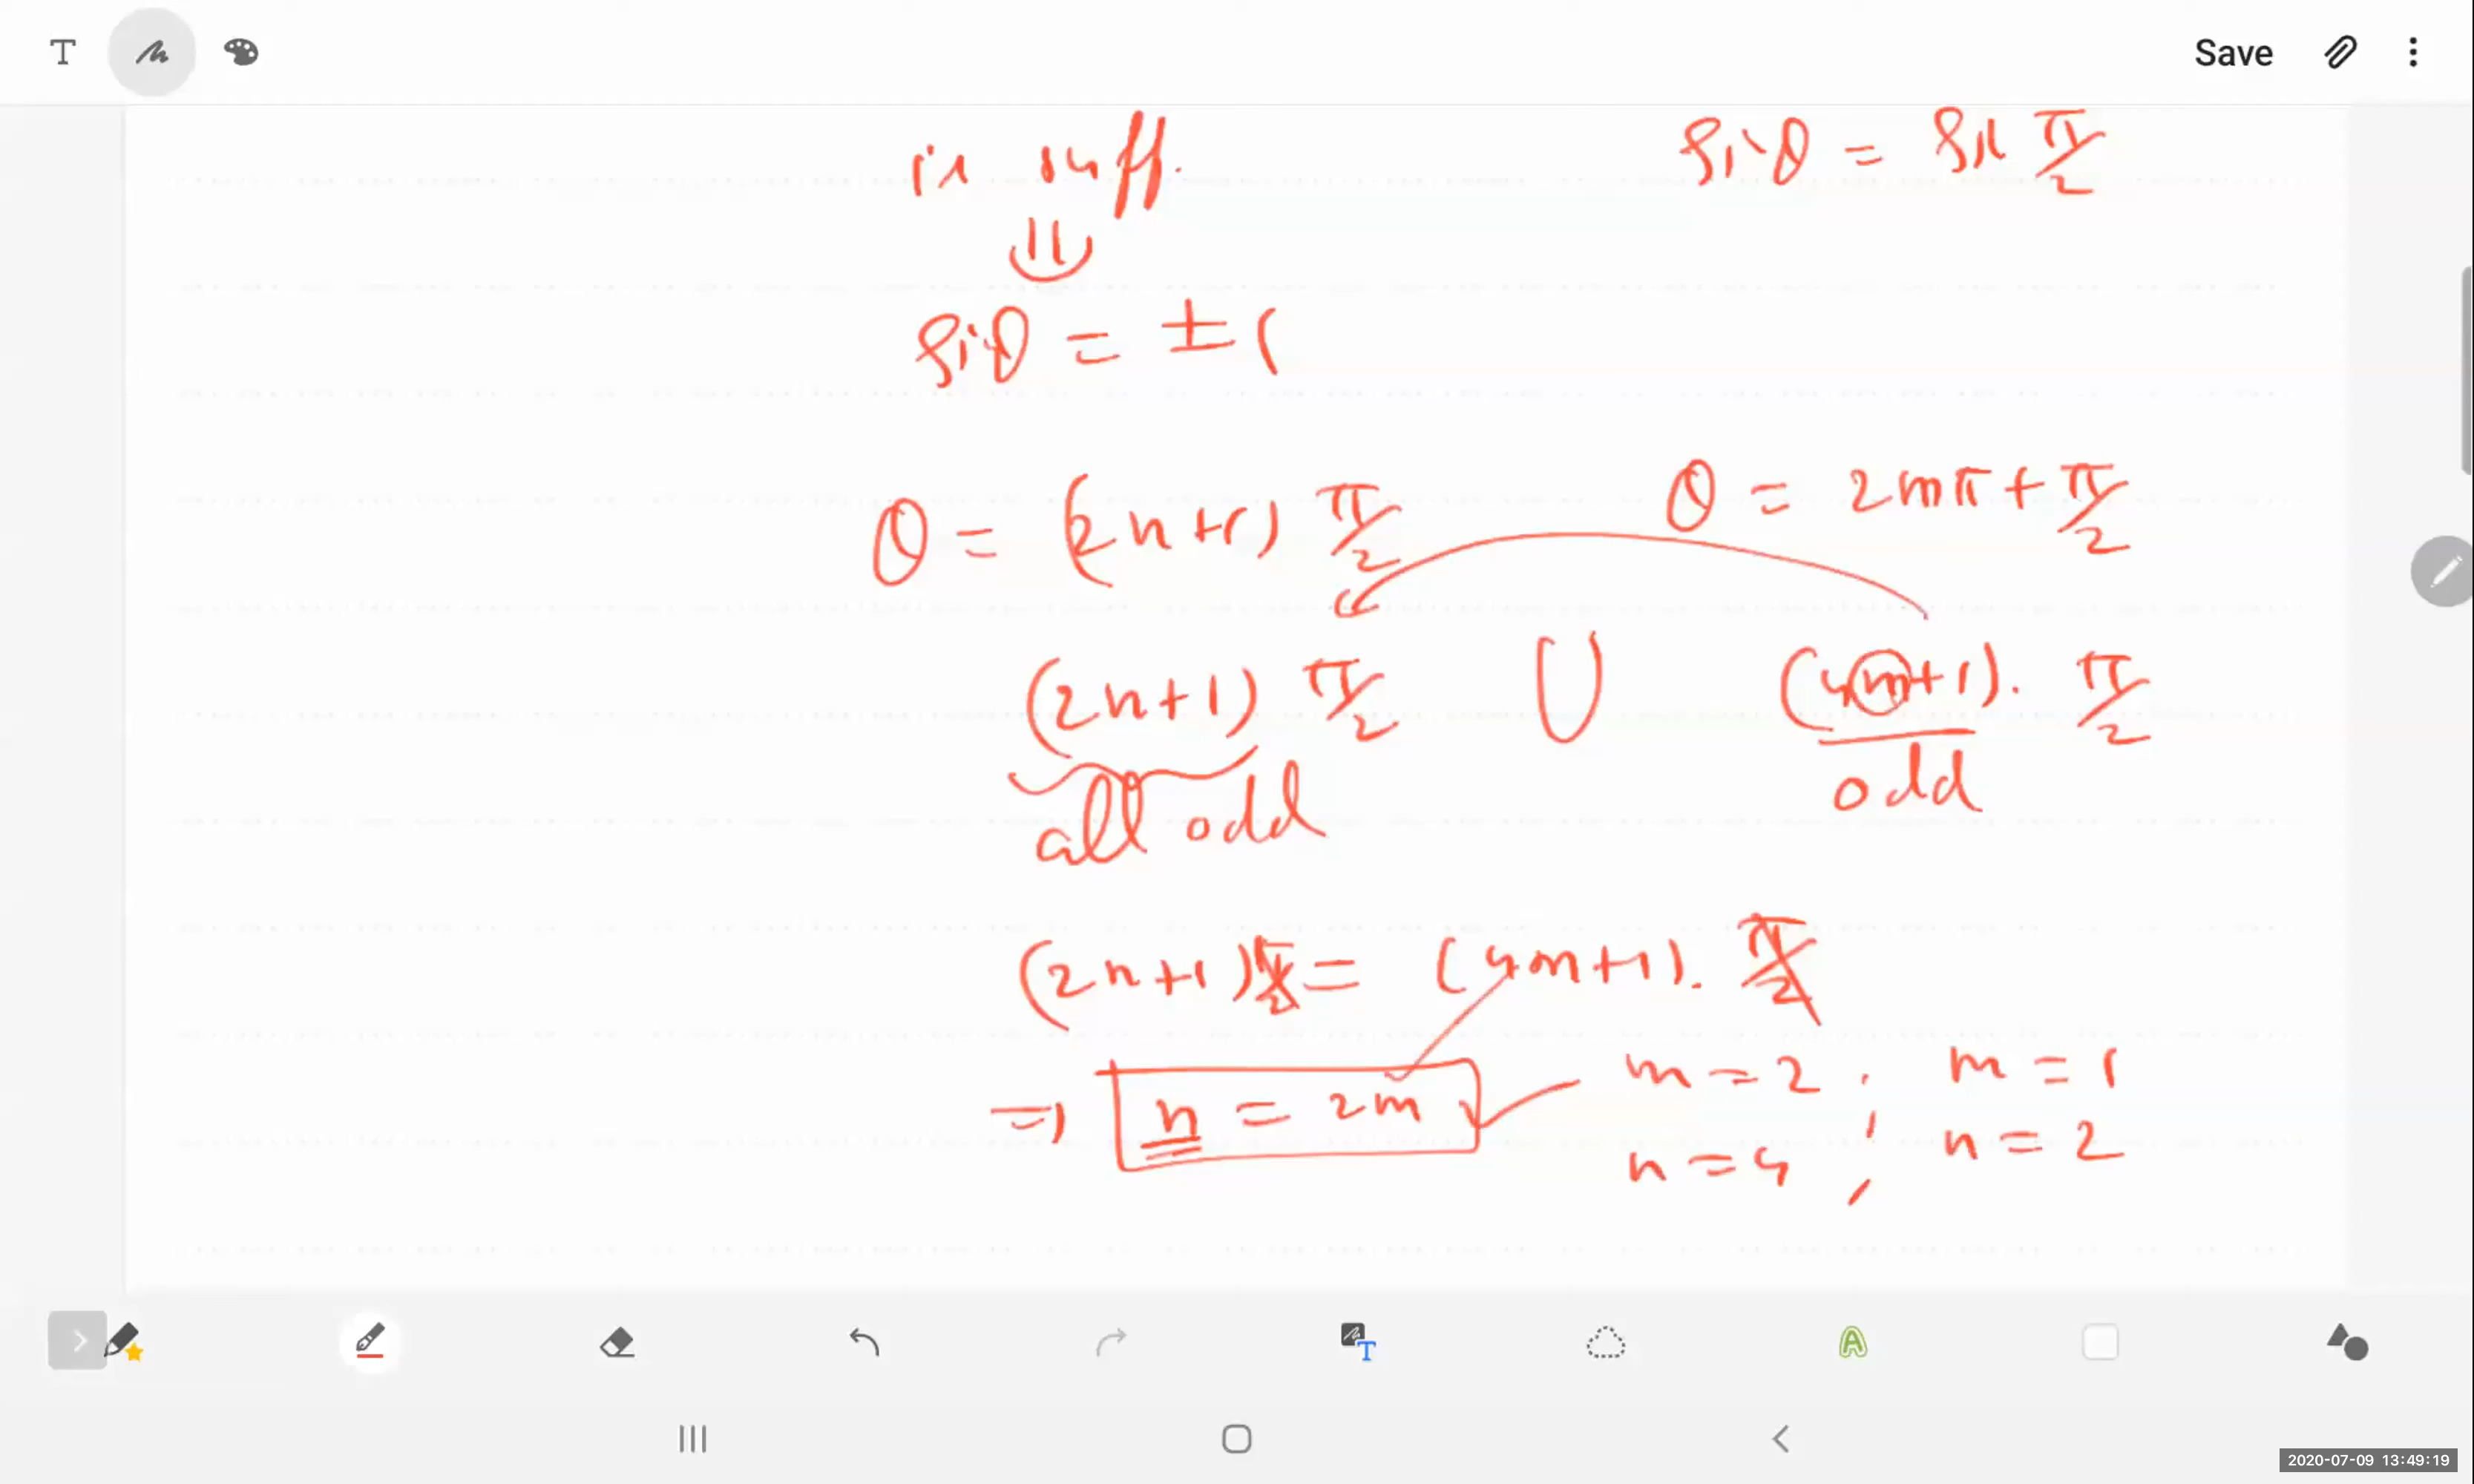 T Save
is suff. sinθ = sin π/2
⇓
sinθ = ±1
θ = (2n+1) π/2 θ = 2mπ + π/2
(2n+1) π/2 ∪ (4m+1). π/2
all odd odd
(2n+1) π/2 = (4m+1). π/2
⇒ n = 2m m = 2 ; m = 1
n = 4 , n = 2
T A
2020-07-09 13:49:19